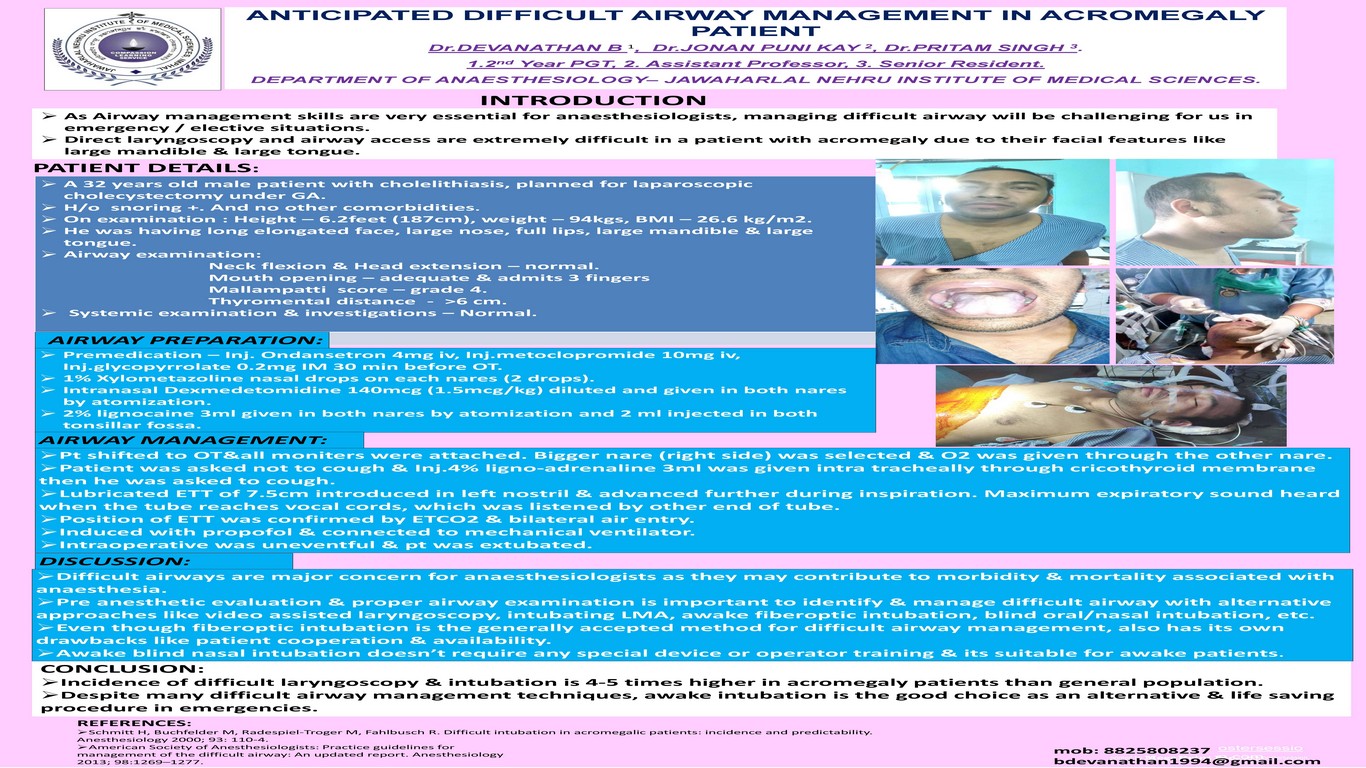 ANTICIPATED DIFFICULT AIRWAY MANAGEMENT IN ACROMEGALY
PATIENT
Dr.DEVANATHAN B ¹, Dr.JONAN PUNI KAY ², Dr.PRITAM SINGH ³.
1.2ⁿᵈ Year PGT, 2. Assistant Professor, 3. Senior Resident.
DEPARTMENT OF ANAESTHESIOLOGY– JAWAHARLAL NEHRU INSTITUTE OF MEDICAL SCIENCES.
COMPASSION
LEARNING
SERVICE
INTRODUCTION
➢ As Airway management skills are very essential for anaesthesiologists, managing difficult airway will be challenging for us in
emergency / elective situations.
➢ Direct laryngoscopy and airway access are extremely difficult in a patient with acromegaly due to their facial features like
large mandible & large tongue.
PATIENT DETAILS:
➢ A 32 years old male patient with cholelithiasis, planned for laparoscopic
cholecystectomy under GA.
➢ H/o snoring +. And no other comorbidities.
➢ On examination : Height – 6.2feet (187cm), weight – 94kgs, BMI – 26.6 kg/m2.
➢ He was having long elongated face, large nose, full lips, large mandible & large
tongue.
➢ Airway examination:
Neck flexion & Head extension – normal.
Mouth opening – adequate & admits 3 fingers
Mallampatti score – grade 4.
Thyromental distance - >6 cm.
➢ Systemic examination & investigations – Normal.
AIRWAY PREPARATION:
➢ Premedication – Inj. Ondansetron 4mg iv, Inj.metoclopromide 10mg iv,
Inj.glycopyrrolate 0.2mg IM 30 min before OT.
➢ 1% Xylometazoline nasal drops on each nares (2 drops).
➢ Intranasal Dexmedetomidine 140mcg (1.5mcg/kg) diluted and given in both nares
by atomization.
➢ 2% lignocaine 3ml given in both nares by atomization and 2 ml injected in both
tonsillar fossa.
AIRWAY MANAGEMENT:
➢Pt shifted to OT&all moniters were attached. Bigger nare (right side) was selected & O2 was given through the other nare.
➢Patient was asked not to cough & Inj.4% ligno-adrenaline 3ml was given intra tracheally through cricothyroid membrane
then he was asked to cough.
➢Lubricated ETT of 7.5cm introduced in left nostril & advanced further during inspiration. Maximum expiratory sound heard
when the tube reaches vocal cords, which was listened by other end of tube.
➢Position of ETT was confirmed by ETCO2 & bilateral air entry.
➢Induced with propofol & connected to mechanical ventilator.
➢Intraoperative was uneventful & pt was extubated.
DISCUSSION:
➢Difficult airways are major concern for anaesthesiologists as they may contribute to morbidity & mortality associated with
anaesthesia.
➢Pre anesthetic evaluation & proper airway examination is important to identify & manage difficult airway with alternative
approaches like video assisted laryngoscopy, intubating LMA, awake fiberoptic intubation, blind oral/nasal intubation, etc.
➢Even though fiberoptic intubation is the generally accepted method for difficult airway management, also has its own
drawbacks like patient cooperation & availability.
➢Awake blind nasal intubation doesn't require any special device or operator training & its suitable for awake patients.
CONCLUSION:
➢Incidence of difficult laryngoscopy & intubation is 4-5 times higher in acromegaly patients than general population.
➢Despite many difficult airway management techniques, awake intubation is the good choice as an alternative & life saving
procedure in emergencies.
REFERENCES:
➢Schmitt H, Buchfelder M, Radespiel-Troger M, Fahlbusch R. Difficult intubation in acromegalic patients: incidence and predictability.
Anesthesiology 2000; 93: 110-4.
➢American Society of Anesthesiologists: Practice guidelines for
management of the difficult airway: An updated report. Anesthesiology
2013; 98:1269–1277.
mob: 8825808237
bdevanathan1994@gmail.com